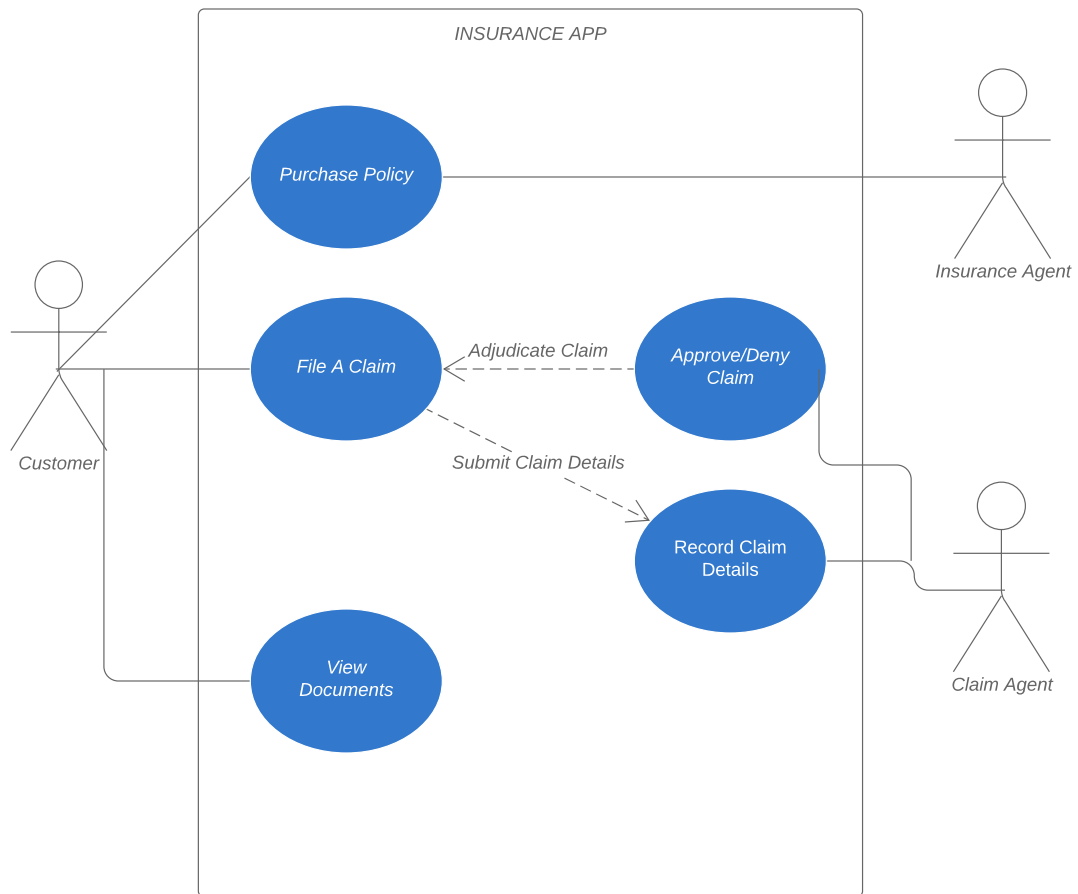 INSURANCE APP
Purchase Policy
Insurance Agent
File A Claim
Adjudicate Claim
Approve/Deny
Claim
Customer
Submit Claim Details
Record Claim
Details
View
Documents
Claim Agent